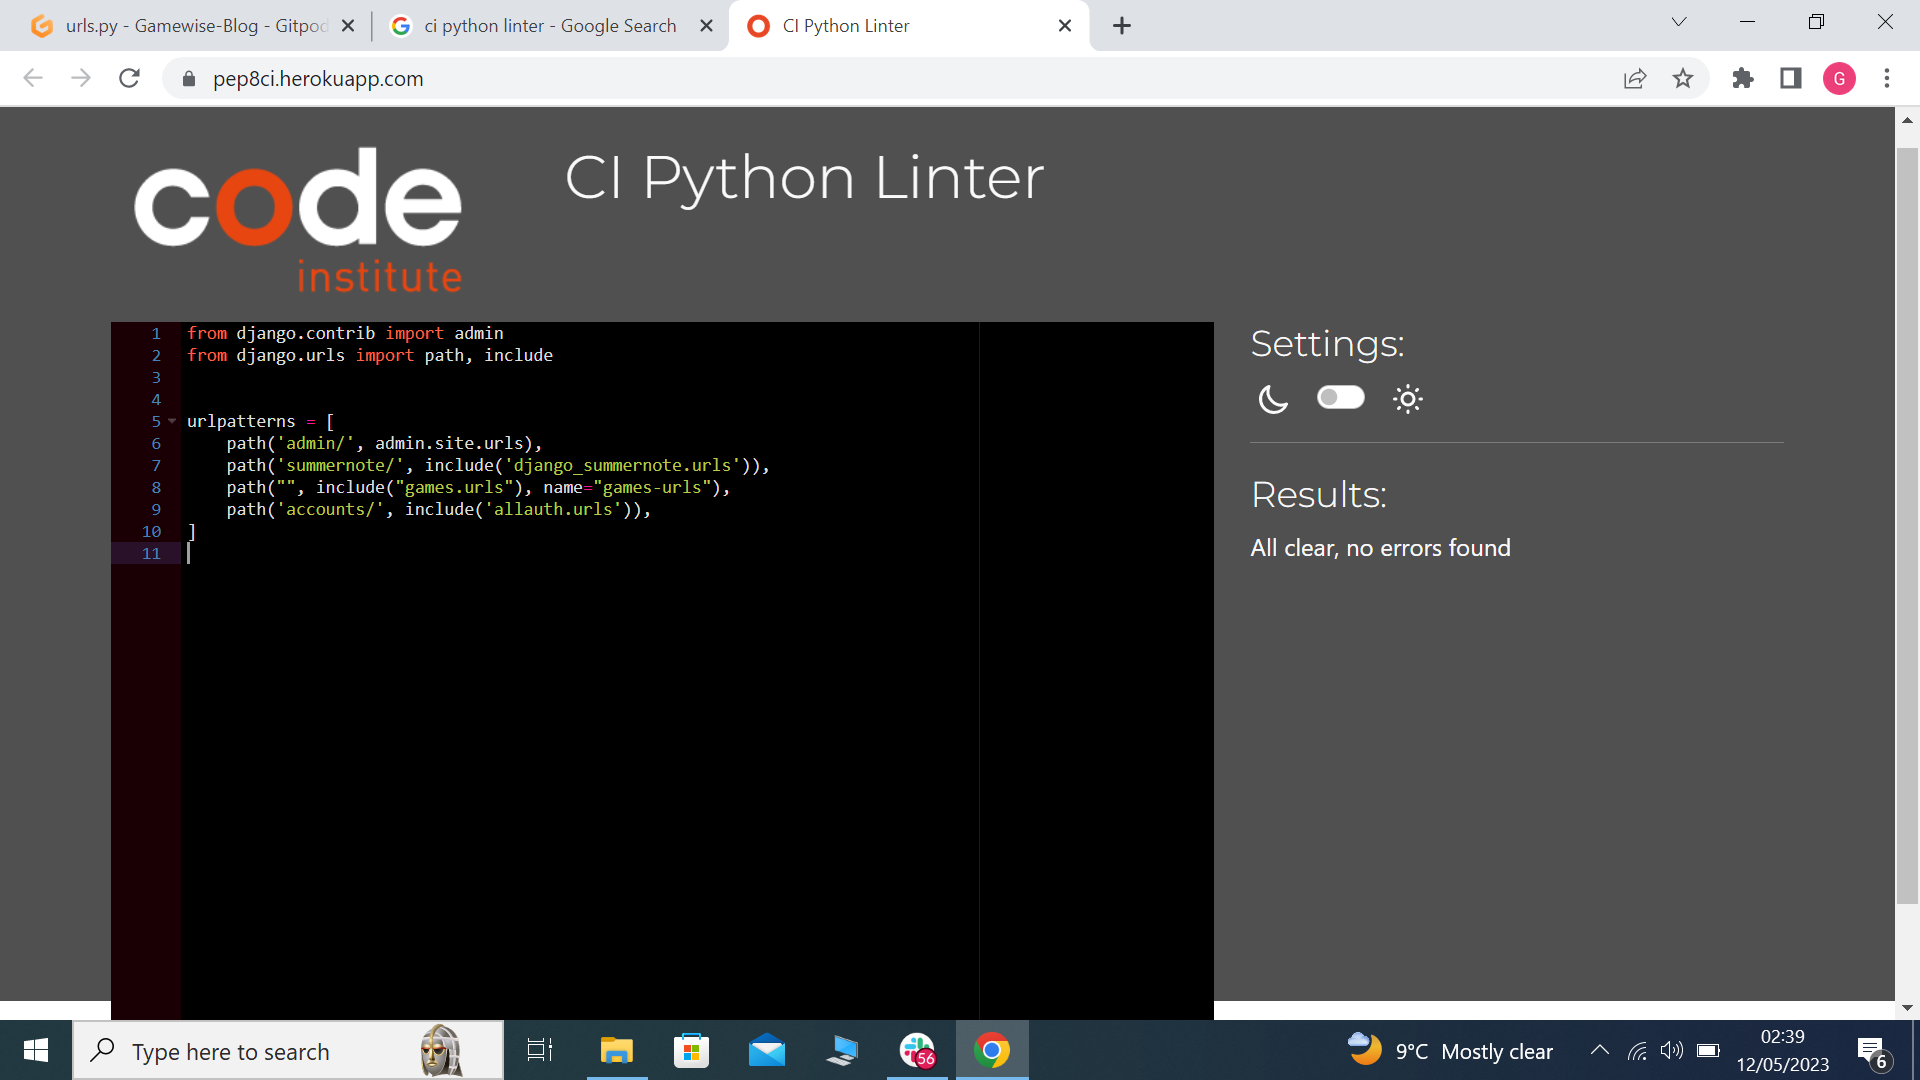 urls.py - Gamewise-Blog - Gitpod
ci python linter - Google Search
CI Python Linter
pep8ci.herokuapp.com
G
code
institute
CI Python Linter
1 from django.contrib import admin
2 from django.urls import path, include
3
4
5 urlpatterns = [
6     path('admin/', admin.site.urls),
7     path('summernote/', include('django_summernote.urls')),
8     path("", include("games.urls"), name="games-urls"),
9     path('accounts/', include('allauth.urls')),
10 ]
11
Settings:
Results:
All clear, no errors found
Type here to search
56
9°C Mostly clear
02:39
12/05/2023
6